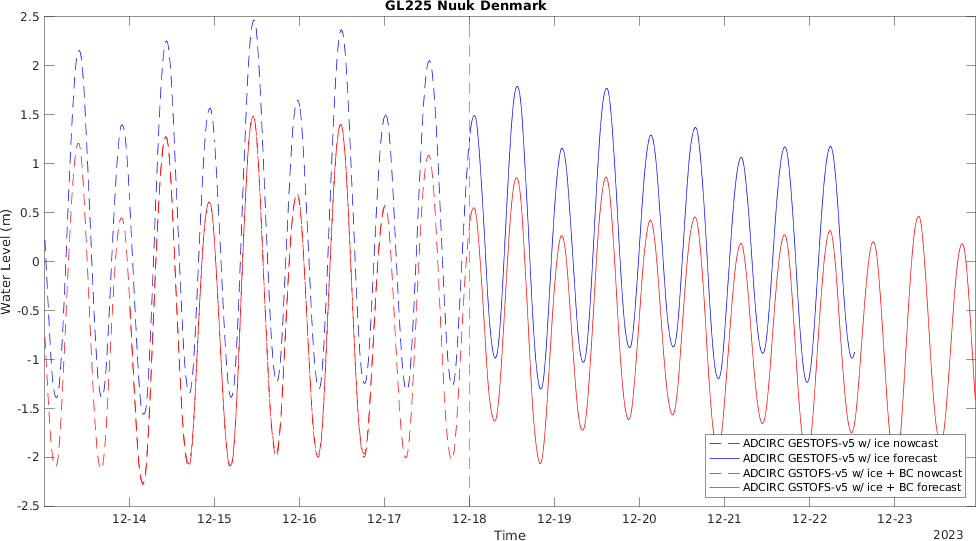 GL225 Nuuk Denmark
2.5
2
1.5
1
0.5
0
-0.5
-1
-1.5
-2
-2.5
Water Level (m)
12-14 12-15 12-16 12-17 12-18 12-19 12-20 12-21 12-22 12-23
Time
2023
ADCIRC GESTOFS-v5 w/ ice nowcast
ADCIRC GESTOFS-v5 w/ ice forecast
ADCIRC GSTOFS-v5 w/ ice + BC nowcast
ADCIRC GSTOFS-v5 w/ ice + BC forecast